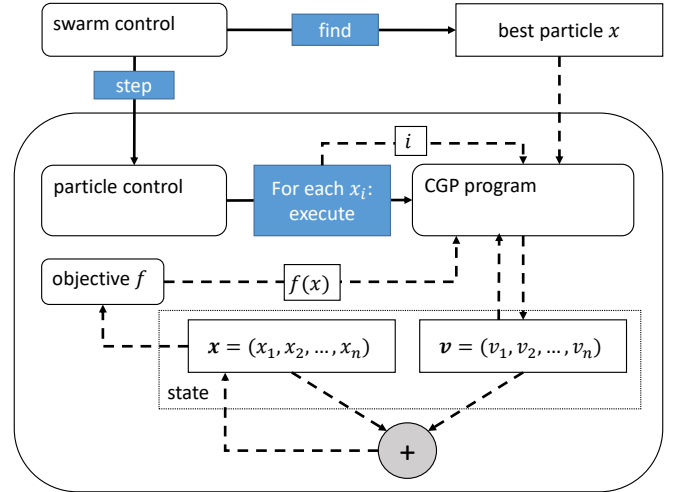 swarm control
find
best particle 𝑥
step
𝑖
particle control
For each 𝑥ᵢ:
execute
CGP program
objective 𝑓
𝑓(𝑥)
𝒙 = (𝑥₁, 𝑥₂, …, 𝑥ₙ)
𝒗 = (𝑣₁, 𝑣₂, …, 𝑣ₙ)
state
+